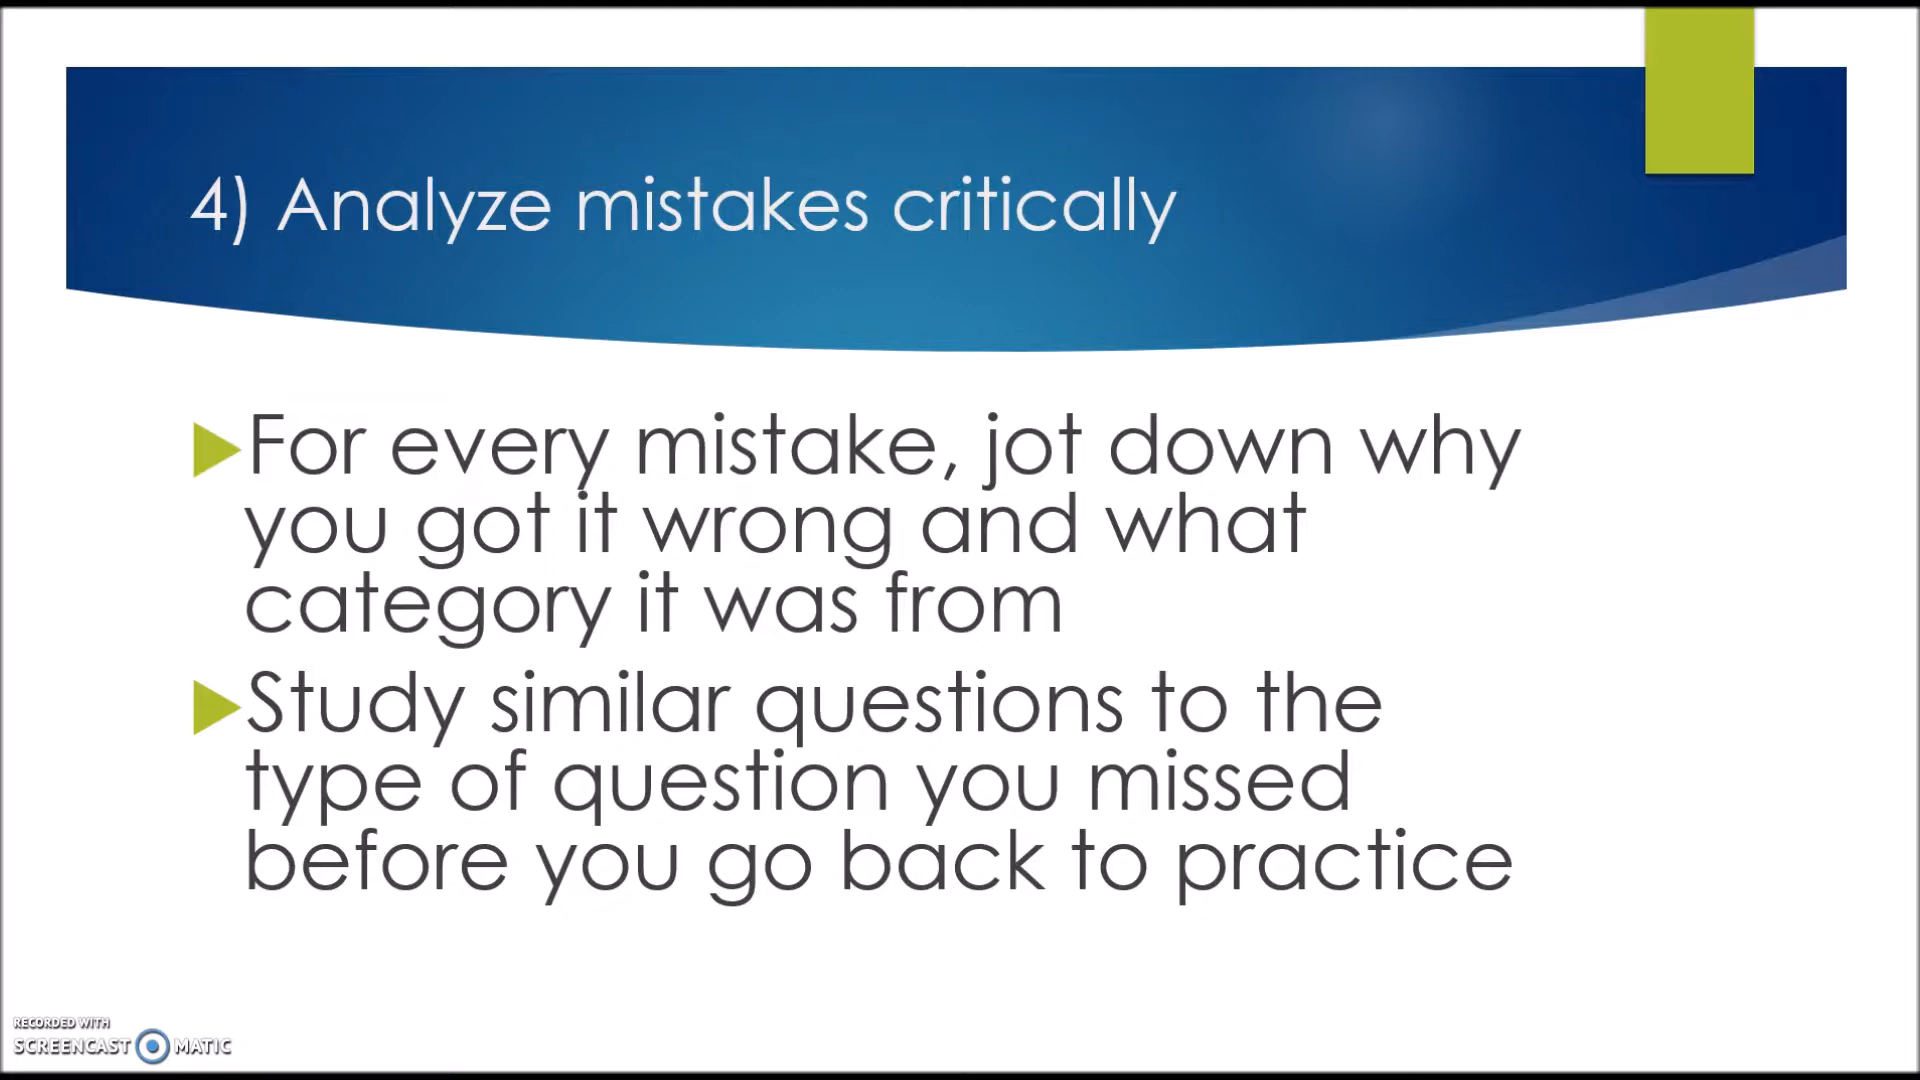 4) Analyze mistakes critically
For every mistake, jot down why
you got it wrong and what
category it was from
Study similar questions to the
type of question you missed
before you go back to practice
RECORDED WITH
SCREENCAST MATIC